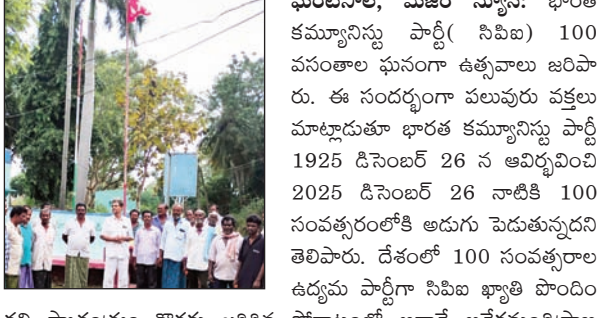 ఘంటసాల, మేజర్ న్యూస్: భారత
కమ్యూనిస్టు పార్టీ( సిపిఐ) 100
వసంతాల ఘనంగా ఉత్సవాలు జరిపా
రు. ఈ సందర్భంగా పలువురు వక్తలు
మాట్లాడుతూ భారత కమ్యూనిస్టు పార్టీ
1925 డిసెంబర్ 26 న ఆవిర్భవించి
2025 డిసెంబర్ 26 నాటికి 100
సంవత్సరంలోకి అడుగు పెడుతున్నదని
తెలిపారు. దేశంలో 100 సంవత్సరాల
ఉద్యమ పార్టీగా సిపిఐ ఖ్యాతి పొందిం